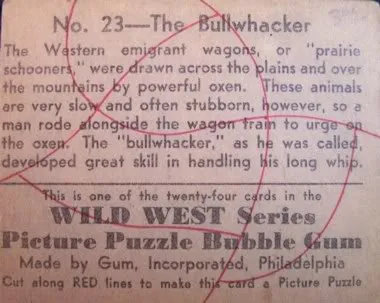 No. 23—The Bullwhacker
The Western emigrant wagons, or "prairie
schooners," were drawn across the plains and over
the mountains by powerful oxen. These animals
are very slow and often stubborn, however, so a
man rode alongside the wagon train to urge on
the oxen. The "bullwhacker," as he was called,
developed great skill in handling his long whip.
This is one of the twenty-four cards in the
WILD WEST Series
Picture Puzzle Bubble Gum
Made by Gum, Incorporated, Philadelphia
Cut along RED lines to make this card a Picture Puzzle